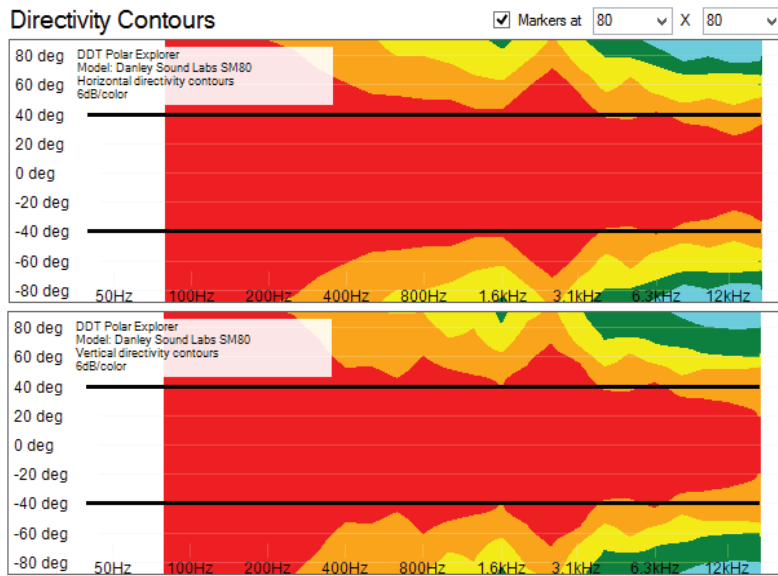 Directivity Contours
Markers at 80 X 80
DDT Polar Explorer
Model: Danley Sound Labs SM80
Horizontal directivity contours
6dB/color
80 deg
60 deg
40 deg
20 deg
0 deg
-20 deg
-40 deg
-60 deg
-80 deg
50Hz 100Hz 200Hz 400Hz 800Hz 1.6kHz 3.1kHz 6.3kHz 12kHz
DDT Polar Explorer
Model: Danley Sound Labs SM80
Vertical directivity contours
6dB/color
80 deg
60 deg
40 deg
20 deg
0 deg
-20 deg
-40 deg
-60 deg
-80 deg
50Hz 100Hz 200Hz 400Hz 800Hz 1.6kHz 3.1kHz 6.3kHz 12kHz